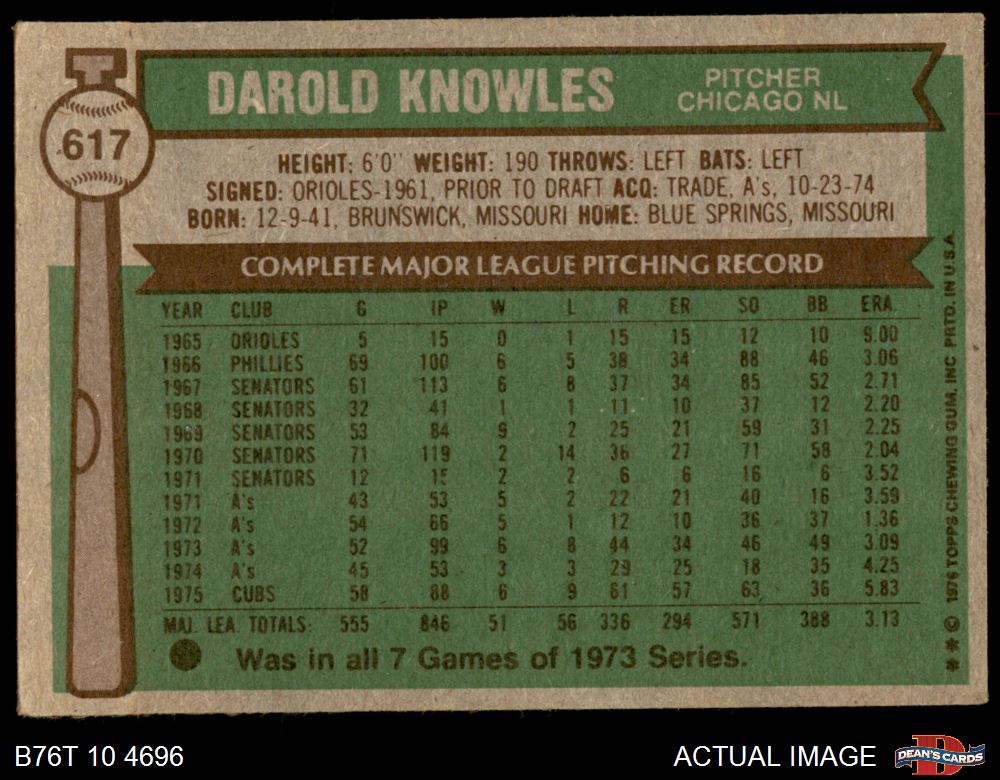 T
617
DAROLD KNOWLES
PITCHER
CHICAGO NL
HEIGHT: 6'0" WEIGHT: 190 THROWS: LEFT BATS: LEFT
SIGNED: ORIOLES-1961, PRIOR TO DRAFT ACQ: TRADE, A's, 10-23-74
BORN: 12-9-41, BRUNSWICK, MISSOURI HOME: BLUE SPRINGS, MISSOURI
COMPLETE MAJOR LEAGUE PITCHING RECORD
YEAR CLUB G IP W L R ER SO BB ERA
1965 ORIOLES 5 15 0 1 15 15 12 10 9.00
1966 PHILLIES 69 100 6 5 38 34 88 46 3.06
1967 SENATORS 61 113 6 8 37 34 85 52 2.71
1968 SENATORS 32 41 1 1 11 10 37 12 2.20
1969 SENATORS 53 84 9 2 25 21 59 31 2.25
1970 SENATORS 71 119 2 14 36 27 71 58 2.04
1971 SENATORS 12 15 2 2 6 6 16 6 3.52
1971 A's 43 53 5 2 22 21 40 16 3.59
1972 A's 54 66 5 1 12 10 36 37 1.36
1973 A's 52 99 6 8 44 34 46 49 3.09
1974 A's 45 53 3 3 29 25 18 35 4.25
1975 CUBS 58 88 6 9 61 57 63 36 5.83
MAJ. LEA. TOTALS: 555 846 51 56 336 294 571 388 3.13
Was in all 7 Games of 1973 Series.
** © 1976 TOPPS CHEWING GUM, INC PRTD. IN U.S.A.
B76T 10 4696
ACTUAL IMAGE
D
DEAN'S CARDS